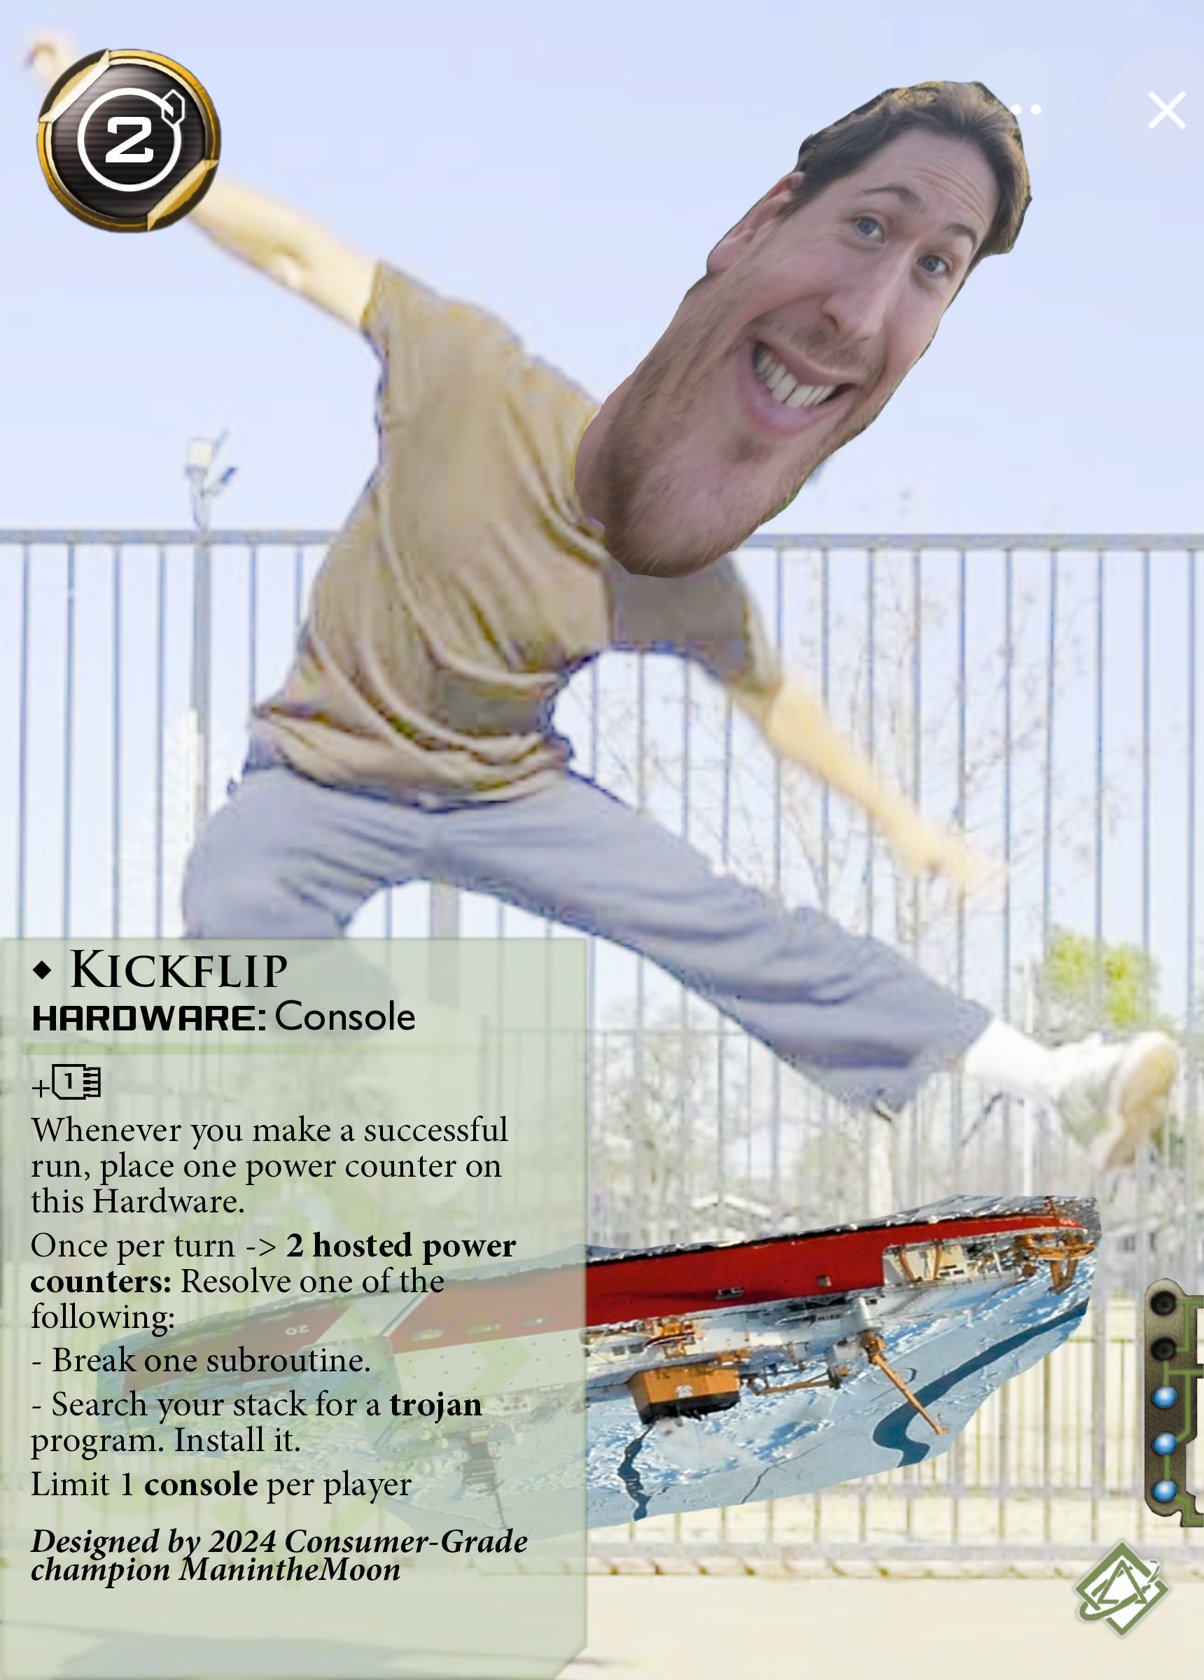 2
◆ KICKFLIP
HARDWARE: Console
+1
Whenever you make a successful
run, place one power counter on
this Hardware.
Once per turn -> 2 hosted power
counters: Resolve one of the
following:
- Break one subroutine.
- Search your stack for a trojan
program. Install it.
Limit 1 console per player
Designed by 2024 Consumer-Grade
champion ManintheMoon
20